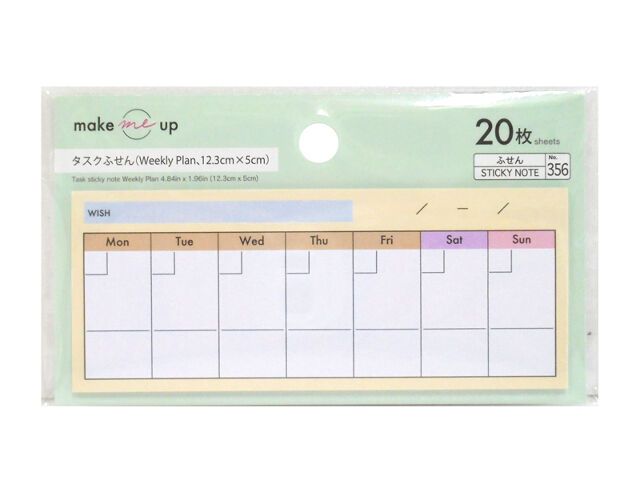 make me up
20枚 sheets
タスクふせん(Weekly Plan、12.3cm×5cm)
Task sticky note Weekly Plan 4.84in x 1.96in (12.3cm x 5cm)
ふせん
STICKY NOTE
No.
356
WISH / ー /
Mon Tue Wed Thu Fri Sat Sun